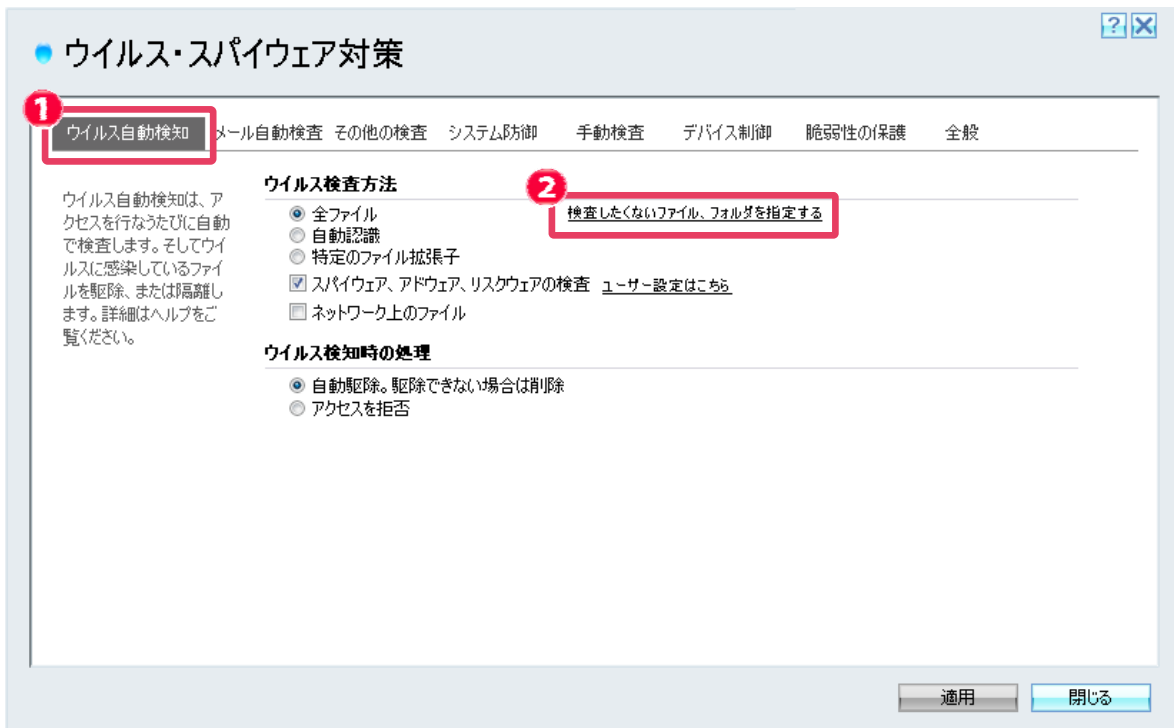 ?
ウイルス・スパイウェア対策
1
ウイルス自動検知 メール自動検査 その他の検査 システム防御 手動検査 デバイス制御 脆弱性の保護 全般
ウイルス自動検知は、ア
クセスを行なうたびに自動
で検査します。そしてウイ
ルスに感染しているファイ
ルを駆除、または隔離し
ます。詳細はヘルプをご
覧ください。
ウイルス検査方法
2
全ファイル
検査したくないファイル、フォルダを指定する
自動認識
特定のファイル拡張子
スパイウェア、アドウェア、リスクウェアの検査 ユーザー設定はこちら
ネットワーク上のファイル
ウイルス検知時の処理
自動駆除。駆除できない場合は削除
アクセスを拒否
適用 閉じる